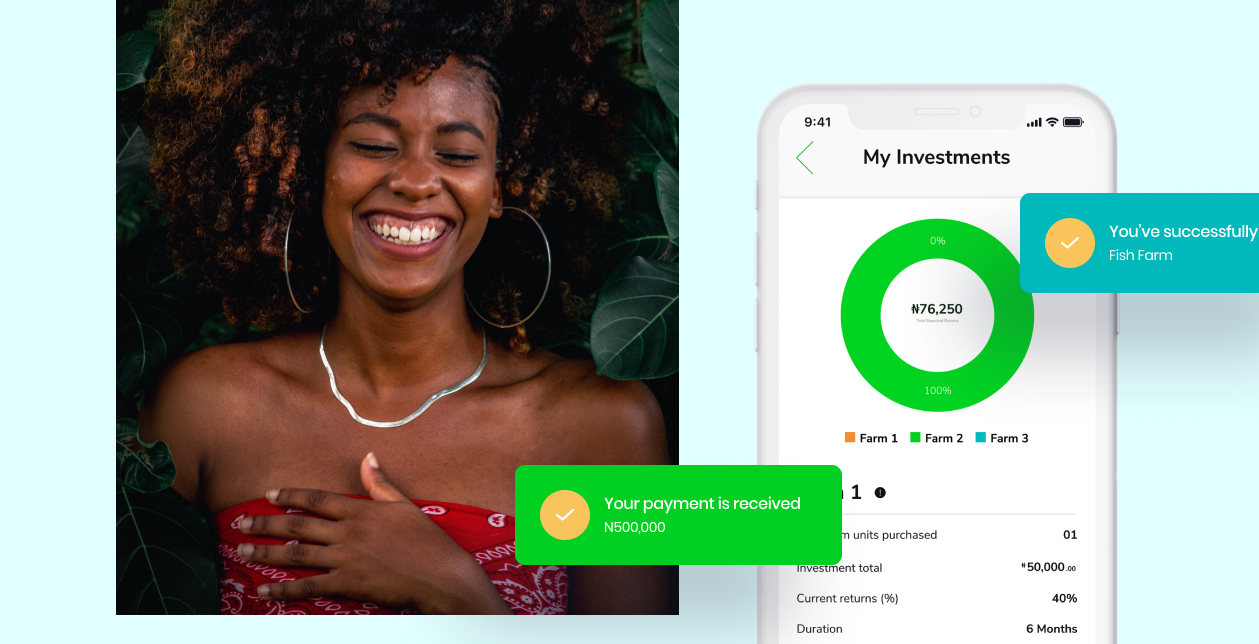 9:41
My Investments
You've successfully
Fish Farm
0%
₦76,250
Total Expected Returns
100%
Farm 1 Farm 2 Farm 3
Your payment is received
N500,000
1
units purchased 01
Investment total ₦50,000.00
Current returns (%) 40%
Duration 6 Months